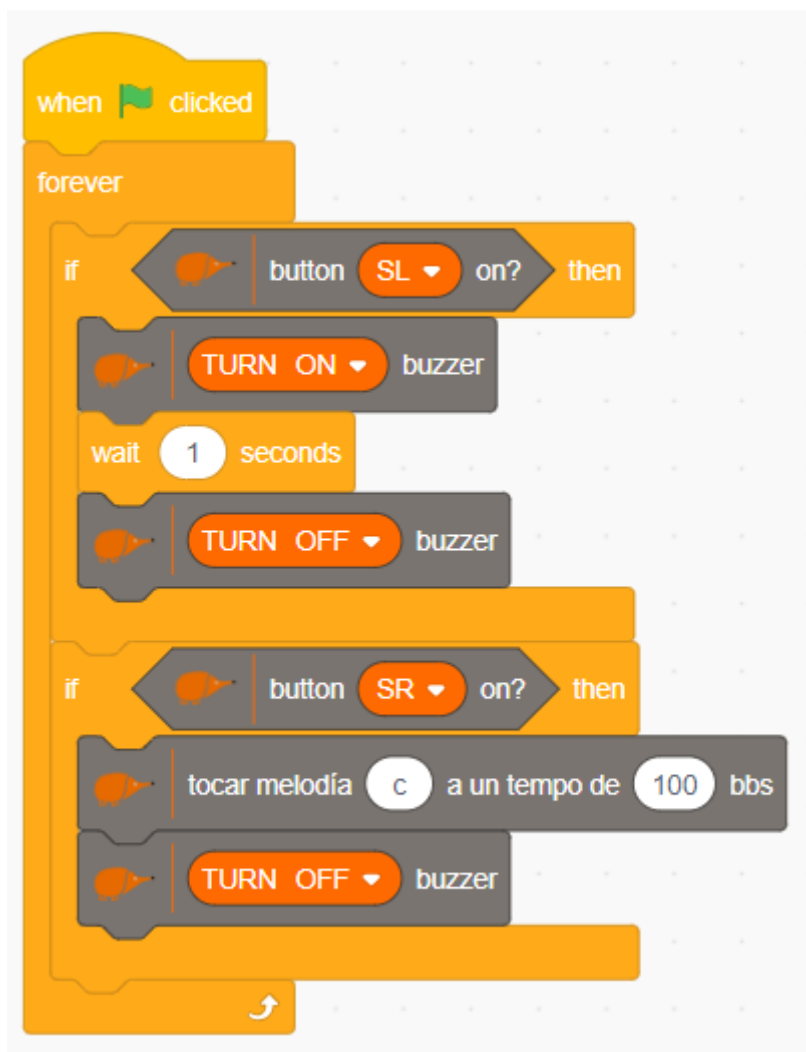 when clicked
forever
if button SL on? then
TURN ON buzzer
wait 1 seconds
TURN OFF buzzer
if button SR on? then
tocar melodía c a un tempo de 100 bbs
TURN OFF buzzer